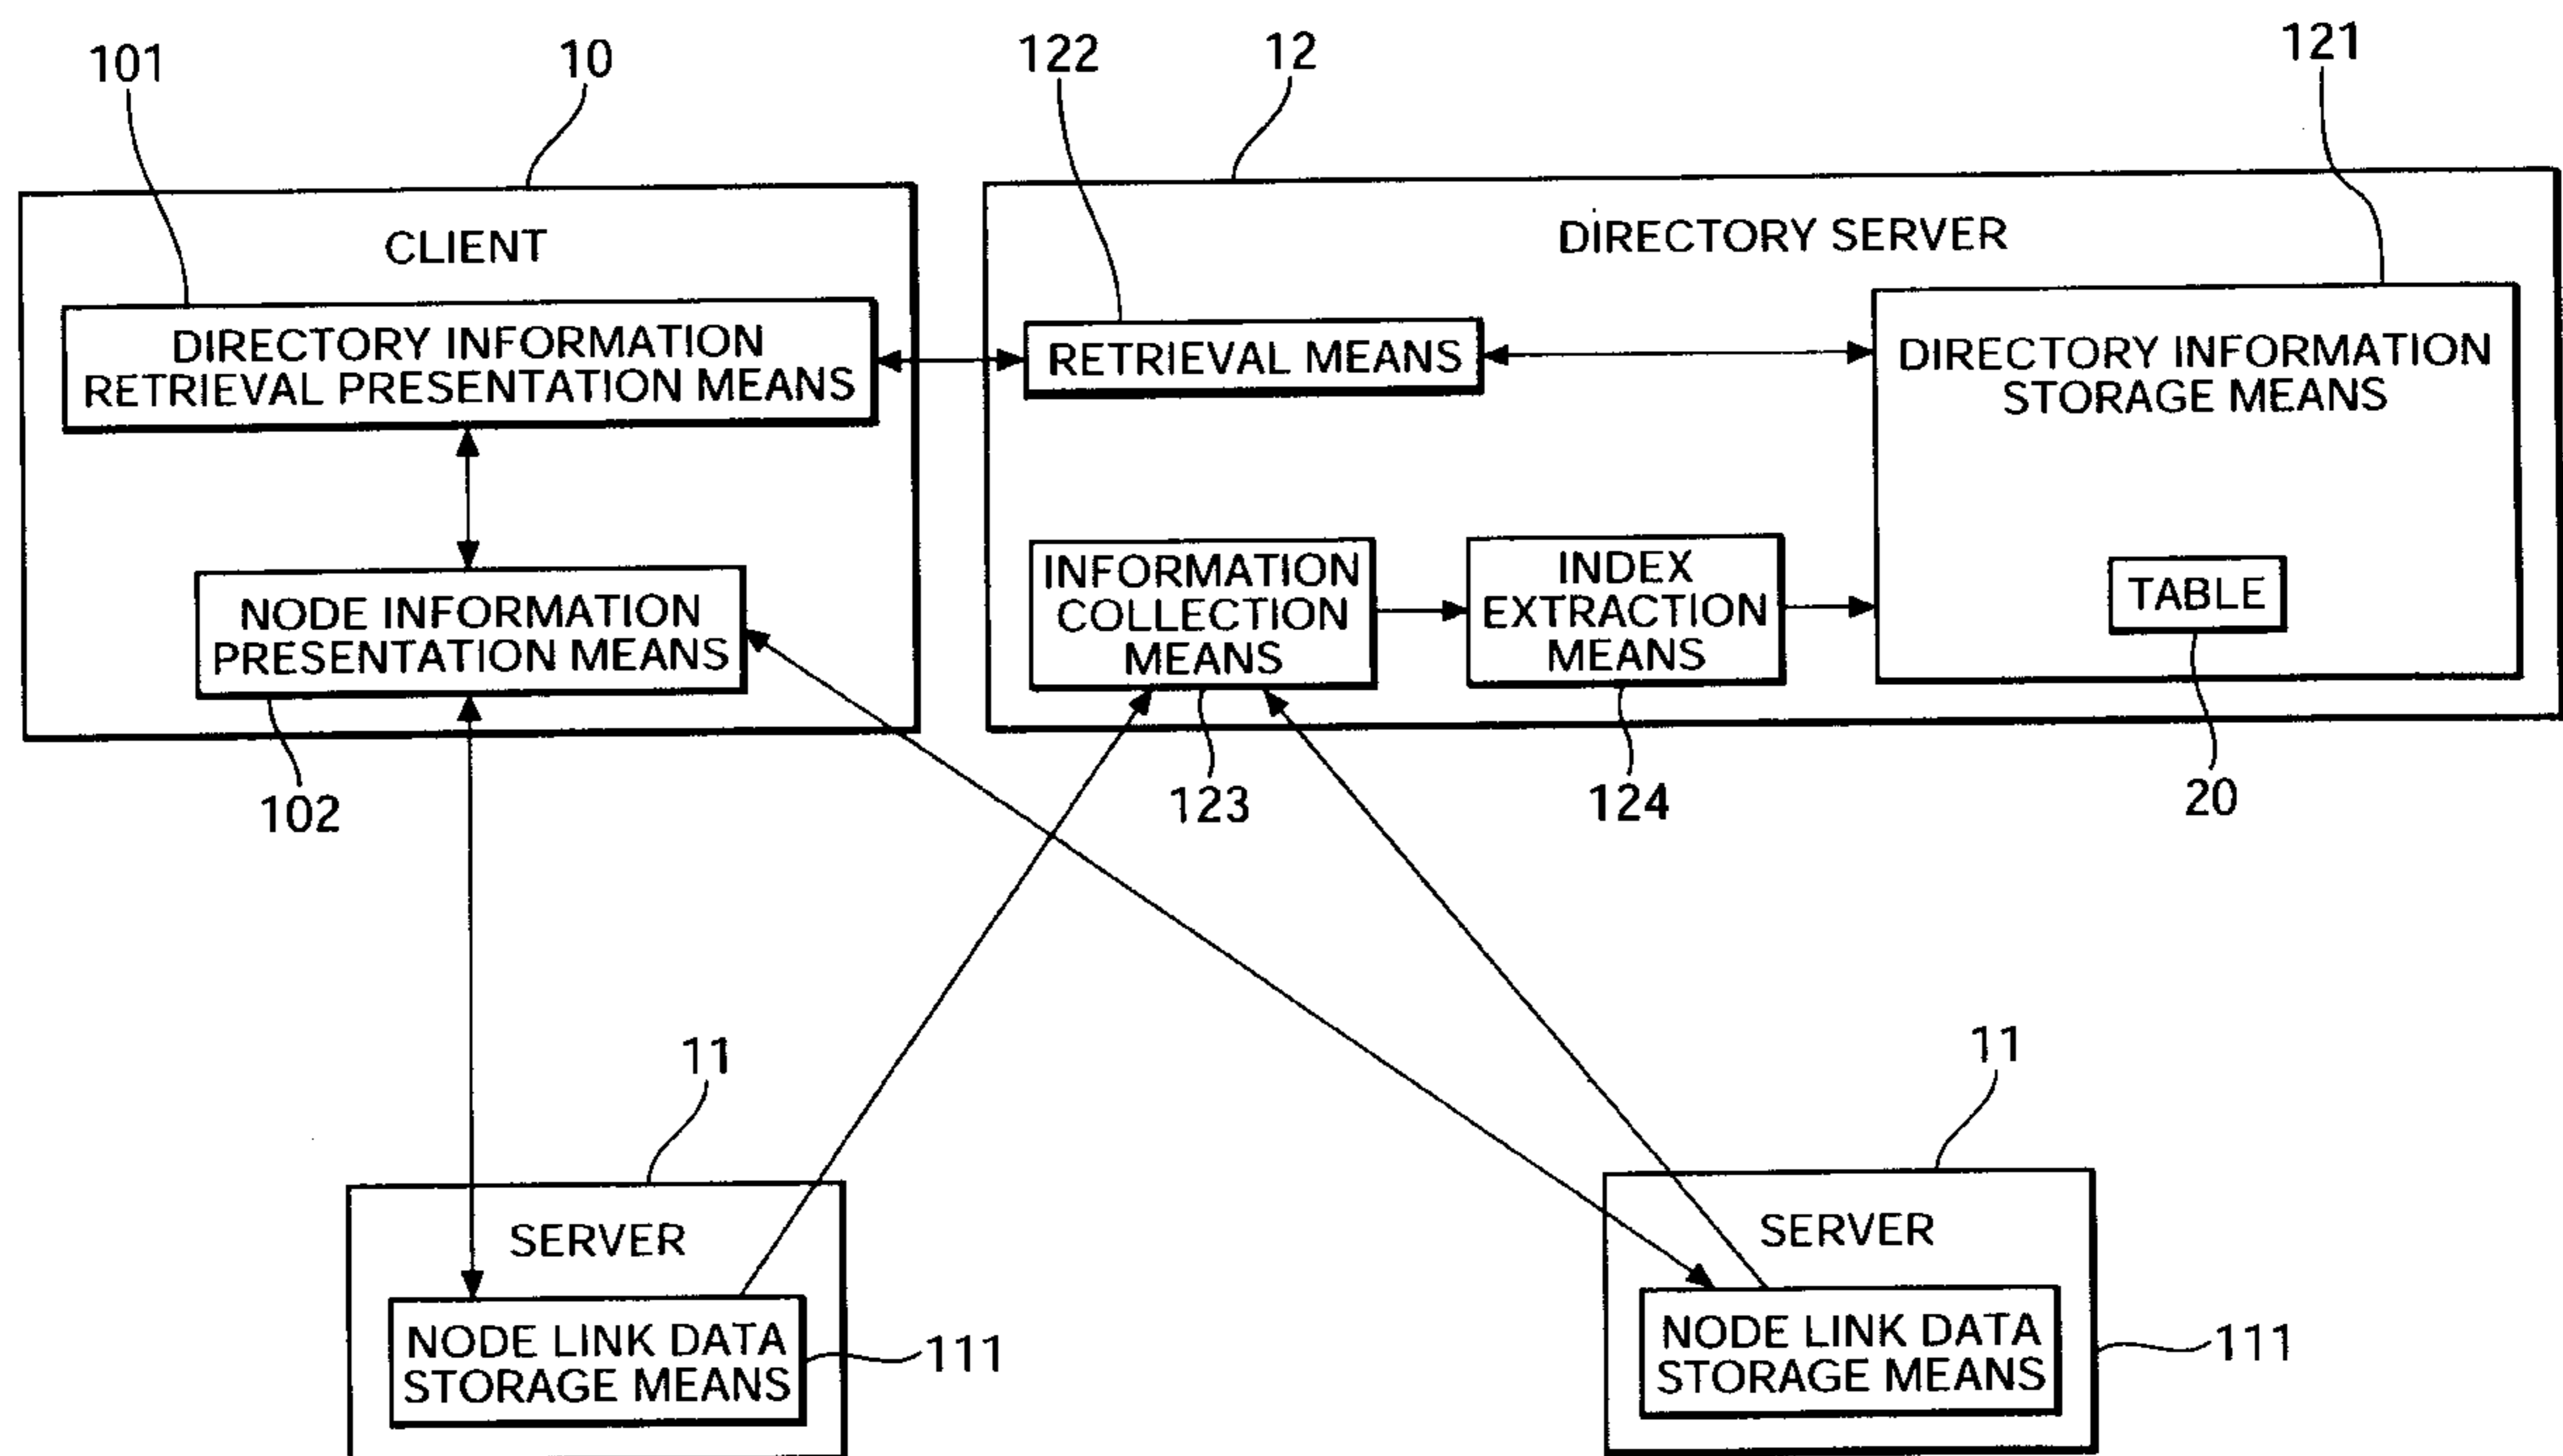 101
10
122
12
121
CLIENT
DIRECTORY SERVER
DIRECTORY INFORMATION
RETRIEVAL PRESENTATION MEANS
RETRIEVAL MEANS
DIRECTORY INFORMATION
STORAGE MEANS
NODE INFORMATION
PRESENTATION MEANS
INFORMATION
COLLECTION
MEANS
INDEX
EXTRACTION
MEANS
TABLE
102
123
124
20
11
11
SERVER
SERVER
NODE LINK DATA
STORAGE MEANS
111
NODE LINK DATA
STORAGE MEANS
111